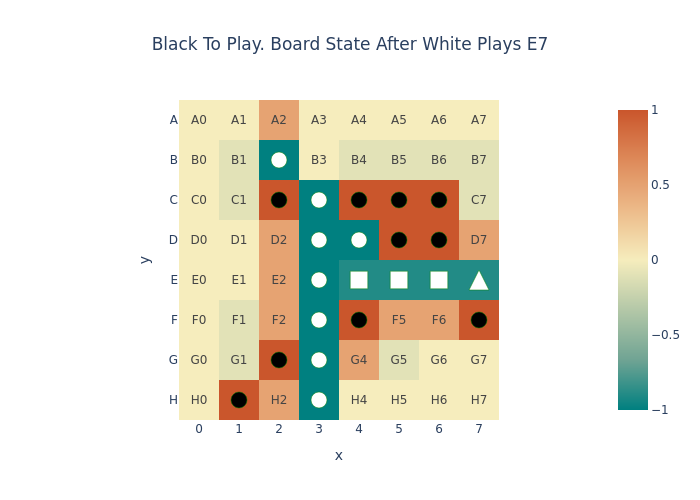 Black To Play. Board State After White Plays E7
A A0 A1 A2 A3 A4 A5 A6 A7
B B0 B1 B3 B4 B5 B6 B7
C C0 C1 C7
D D0 D1 D2 D7
E E0 E1 E2
F F0 F1 F2 F5 F6
G G0 G1 G4 G5 G6 G7
H H0 H2 H4 H5 H6 H7
0 1 2 3 4 5 6 7
x
y
1
0.5
0
−0.5
−1